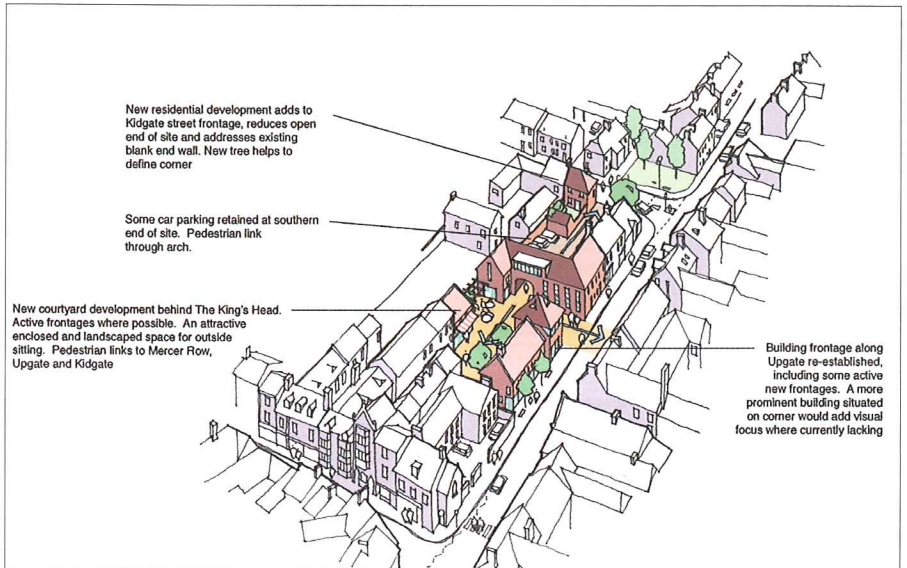 New residential development adds to
Kidgate street frontage, reduces open
end of site and addresses existing
blank end wall. New tree helps to
define corner
Some car parking retained at southern
end of site. Pedestrian link
through arch.
New courtyard development behind The King's Head.
Active frontages where possible. An attractive
enclosed and landscaped space for outside
sitting. Pedestrian links to Mercer Row,
Upgate and Kidgate
Building frontage along
Upgate re-established,
including some active
new frontages. A more
prominent building situated
on corner would add visual
focus where currently lacking